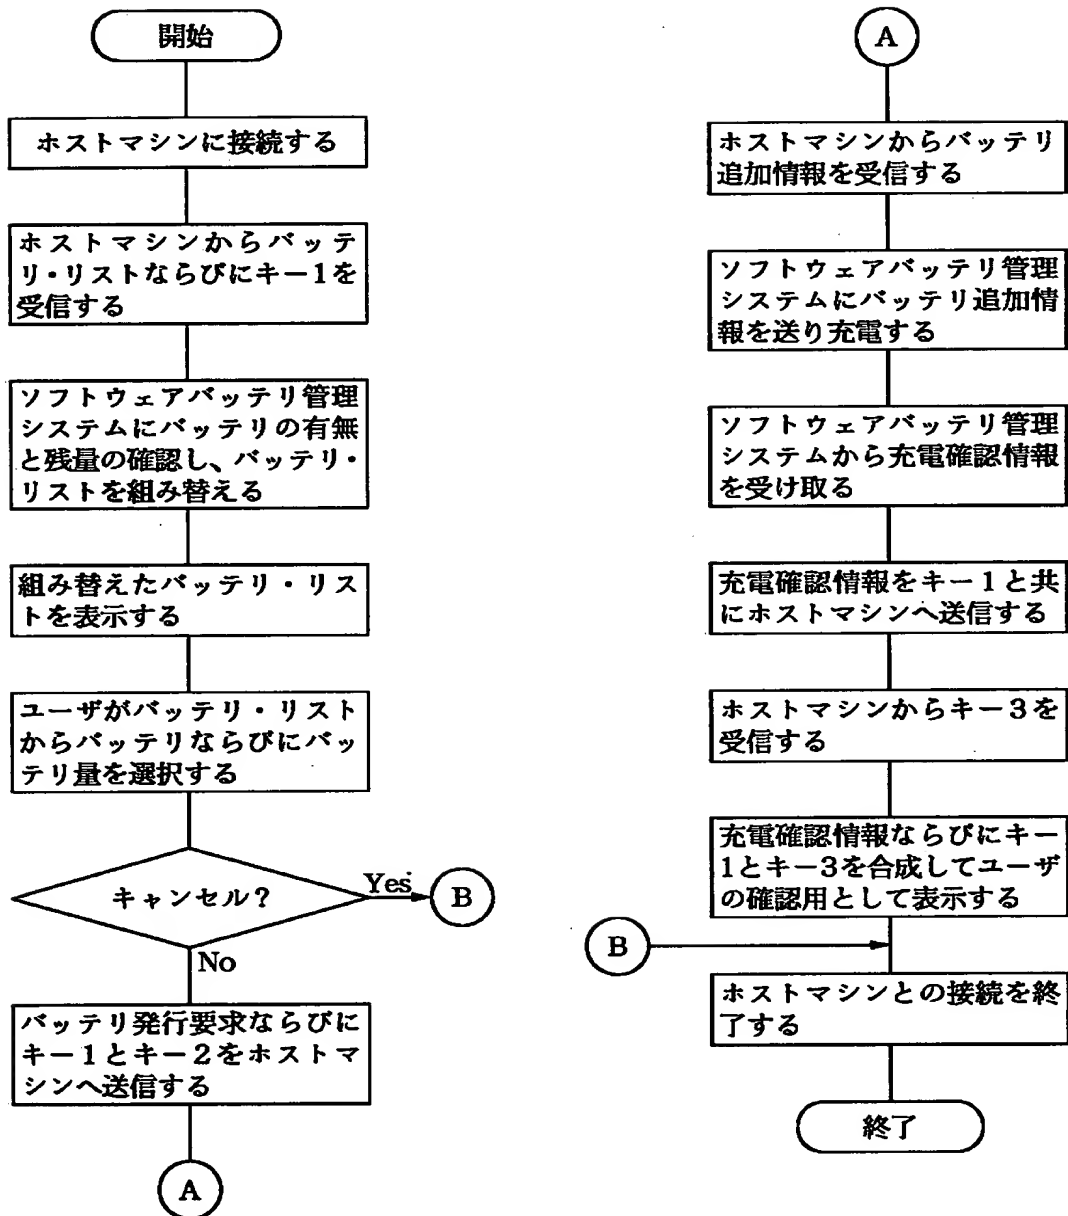 開始
ホストマシンに接続する
ホストマシンからバッテ
リ・リストならびにキー1を
受信する
ソフトウェアバッテリ管理
システムにバッテリの有無
と残量の確認し、バッテリ・
リストを組み替える
組み替えたバッテリ・リス
トを表示する
ユーザがバッテリ・リスト
からバッテリならびにバッ
テリ量を選択する
キャンセル?
Yes
B
No
バッテリ発行要求ならびに
キー1とキー2をホストマ
シンへ送信する
A
A
ホストマシンからバッテリ
追加情報を受信する
ソフトウェアバッテリ管理
システムにバッテリ追加情
報を送り充電する
ソフトウェアバッテリ管理
システムから充電確認情報
を受け取る
充電確認情報をキー1と共
にホストマシンへ送信する
ホストマシンからキー3を
受信する
充電確認情報ならびにキー
1とキー3を合成してユーザ
の確認用として表示する
B
ホストマシンとの接続を終
了する
終了